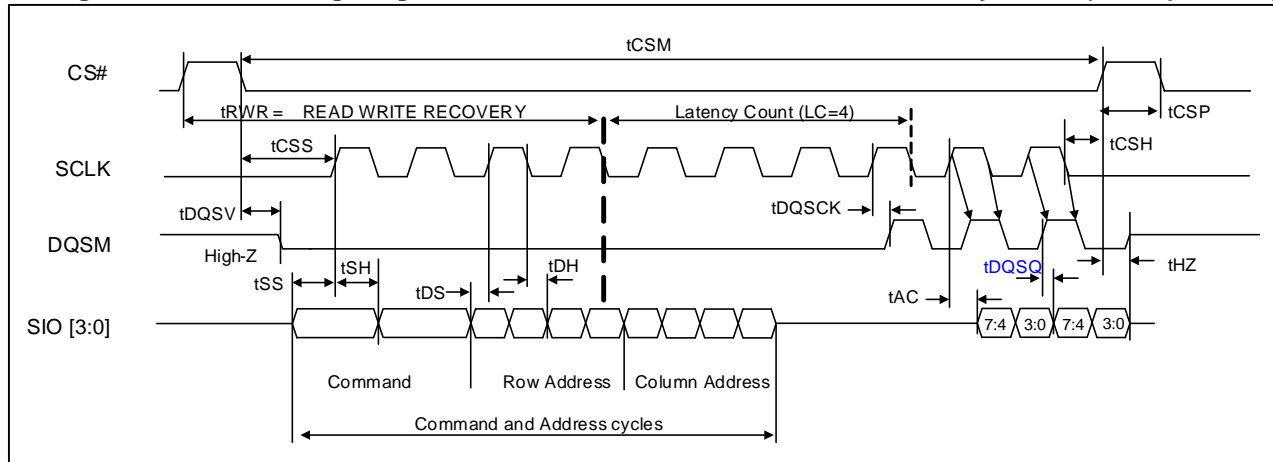 tCSM
CS#
tRWR = READ WRITE RECOVERY
Latency Count (LC=4)
tCSP
tCSS
tCSH
SCLK
tDQSV
tDQSCK
DQSM
High-Z
tSS
tSH
tDS
tDH
tDQSQ
tHZ
tAC
SIO [3:0]
7:4 3:0 7:4 3:0
Command Row Address Column Address
Command and Address cycles